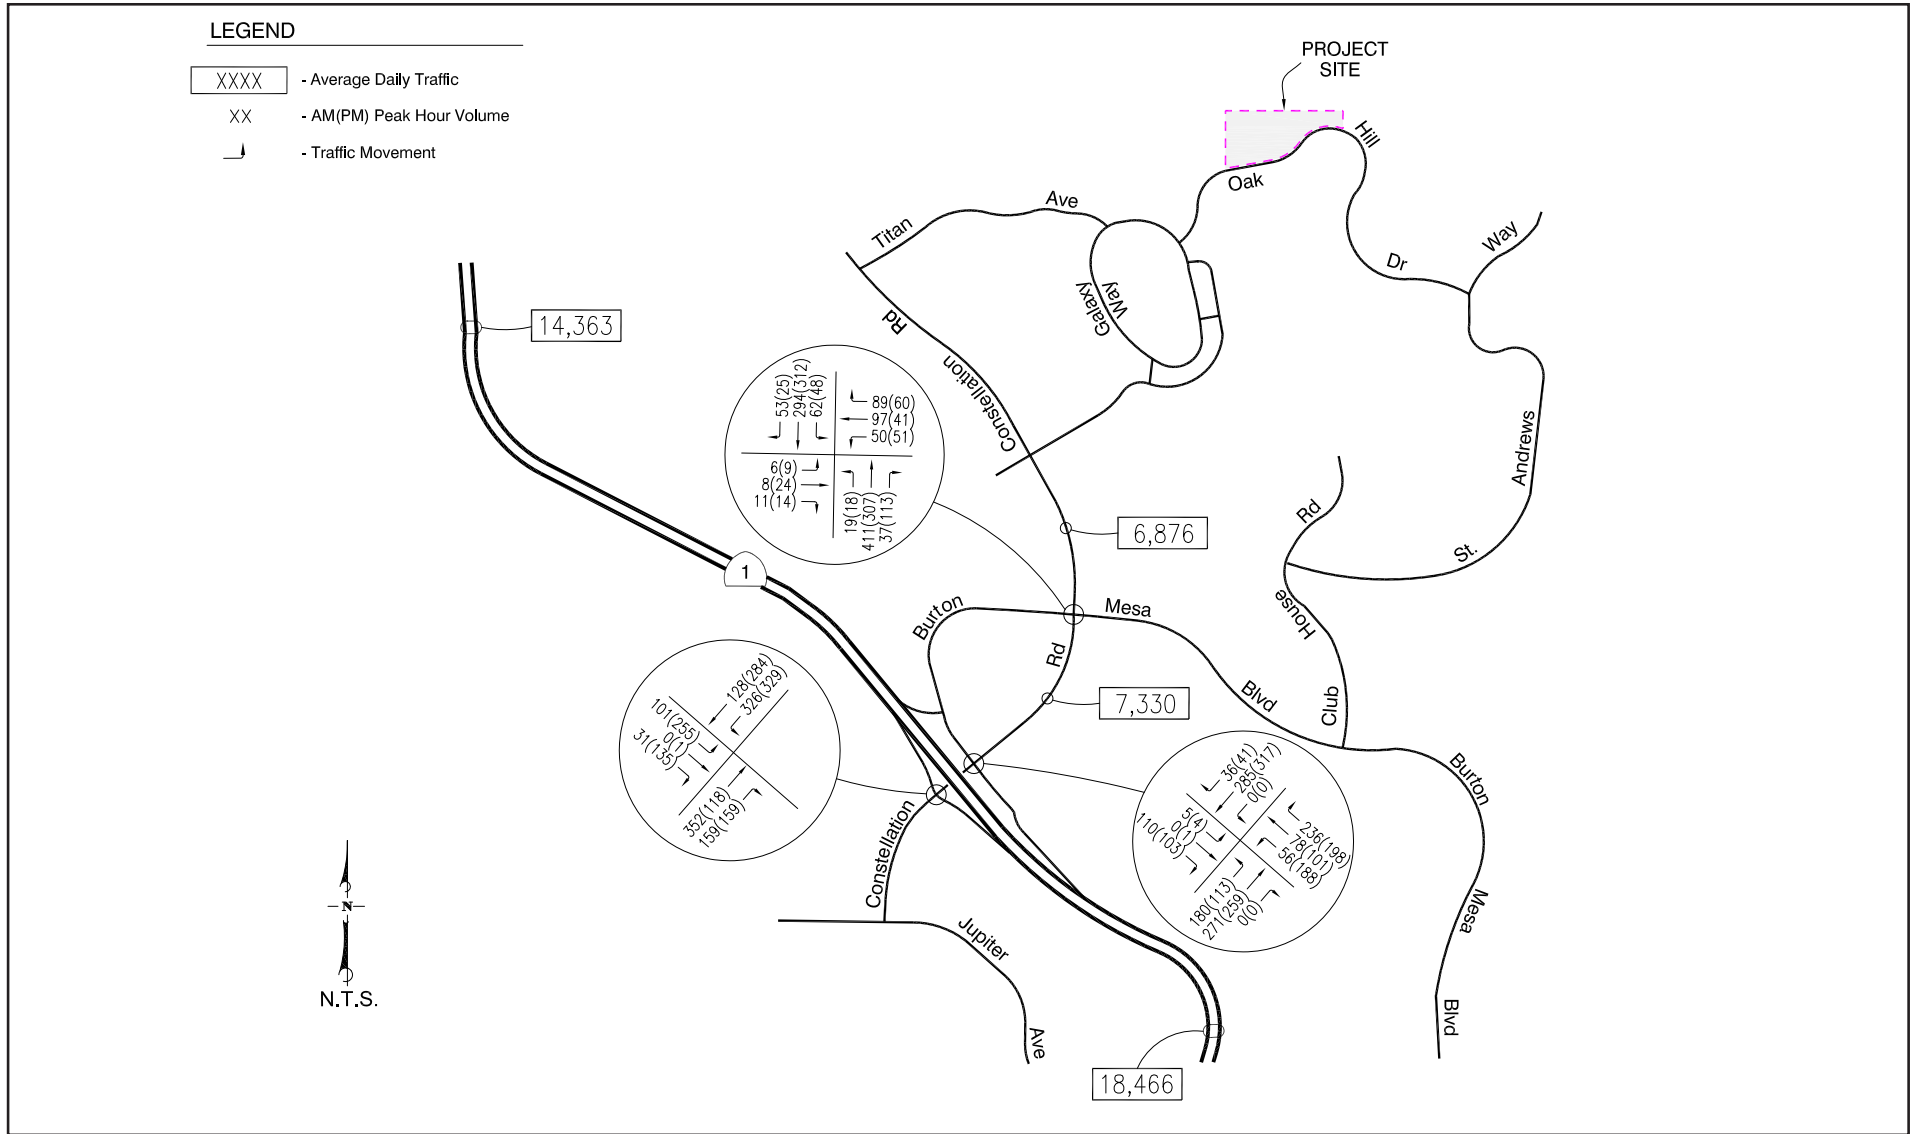 LEGEND
XXXX - Average Daily Traffic
XX - AM(PM) Peak Hour Volume
- Traffic Movement
PROJECT
SITE
Hill
Oak
Dr
Way
Titan
Ave
Galaxy
Way
Rd
Constellation
14,363
53(25)
294(312)
62(48)
89(60)
97(41)
50(51)
6(9)
8(24)
11(14)
19(18)
411(307)
37(113)
6,876
Andrews
St.
Rd
House
Club
1
Burton
Mesa
Rd
Blvd
7,330
128(284)
326(329)
101(255)
0(1)
31(135)
352(118)
159(159)
36(41)
285(317)
0(0)
236(198)
78(101)
56(188)
5(4)
0(1)
110(103)
180(113)
271(259)
0(0)
Burton
Mesa
Blvd
Constellation
Jupiter
Ave
N
N.T.S.
18,466